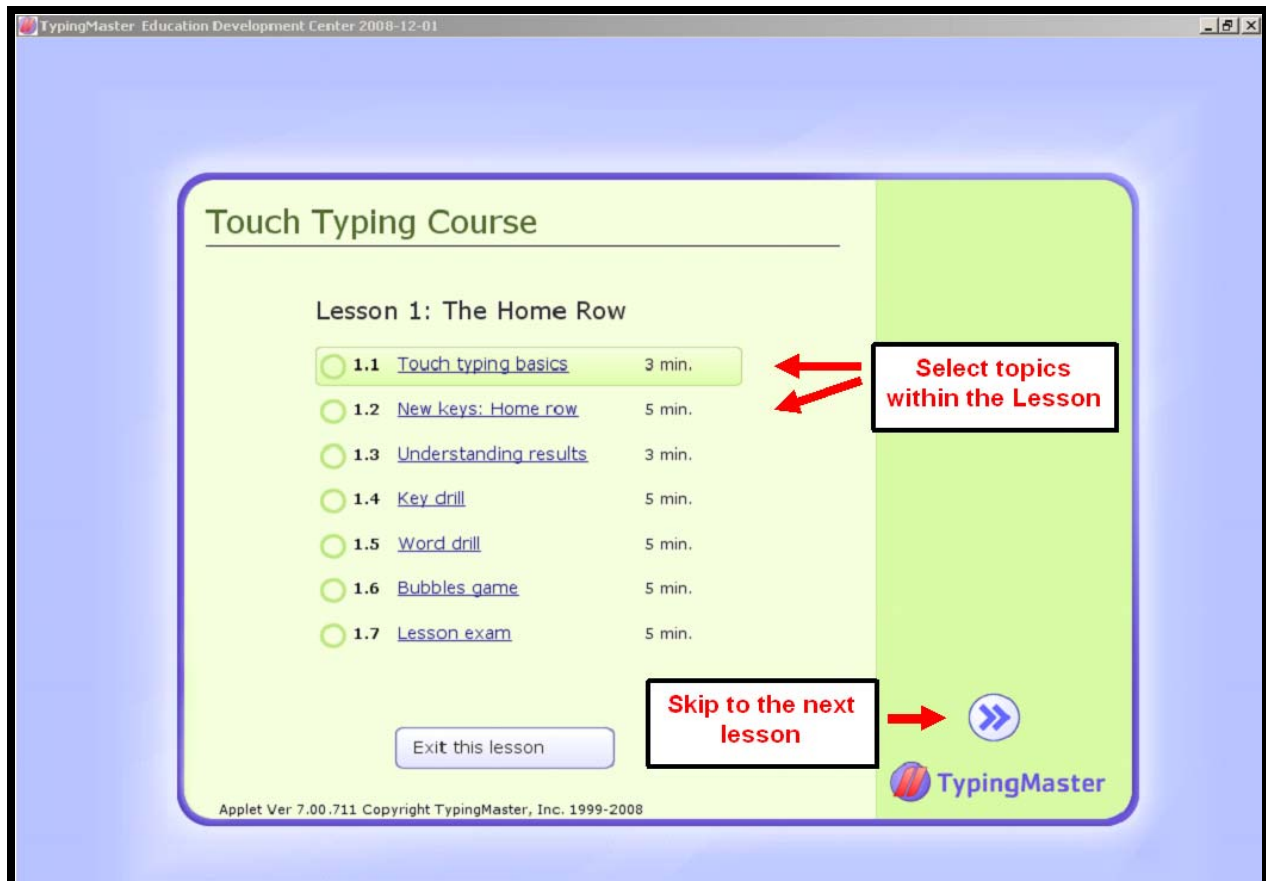 TypingMaster Education Development Center 2008-12-01
Touch Typing Course
Lesson 1: The Home Row
1.1 Touch typing basics 3 min.
1.2 New keys: Home row 5 min.
1.3 Understanding results 3 min.
1.4 Key drill 5 min.
1.5 Word drill 5 min.
1.6 Bubbles game 5 min.
1.7 Lesson exam 5 min.
Select topics
within the Lesson
Skip to the next
lesson
Exit this lesson
TypingMaster
Applet Ver 7.00.711 Copyright TypingMaster, Inc. 1999-2008